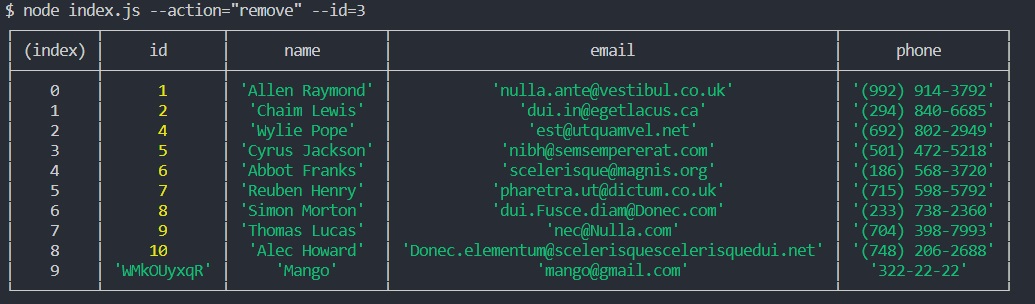 $ node index.js --action="remove" --id=3
(index) id name email phone
0 1 'Allen Raymond' 'nulla.ante@vestibul.co.uk' '(992) 914-3792'
1 2 'Chaim Lewis' 'dui.in@egetlacus.ca' '(294) 840-6685'
2 4 'Wylie Pope' 'est@utquamvel.net' '(692) 802-2949'
3 5 'Cyrus Jackson' 'nibh@semsempererat.com' '(501) 472-5218'
4 6 'Abbot Franks' 'scelerisque@magnis.org' '(186) 568-3720'
5 7 'Reuben Henry' 'pharetra.ut@dictum.co.uk' '(715) 598-5792'
6 8 'Simon Morton' 'dui.Fusce.diam@Donec.com' '(233) 738-2360'
7 9 'Thomas Lucas' 'nec@Nulla.com' '(704) 398-7993'
8 10 'Alec Howard' 'Donec.elementum@scelerisquescelerisquedui.net' '(748) 206-2688'
9 'WMkOUyxqR' 'Mango' 'mango@gmail.com' '322-22-22'